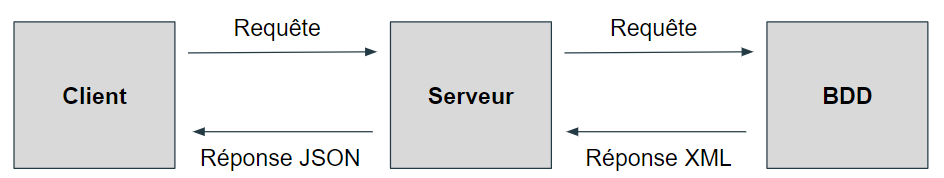 Requête
Requête
Client
Serveur
BDD
Réponse JSON
Réponse XML